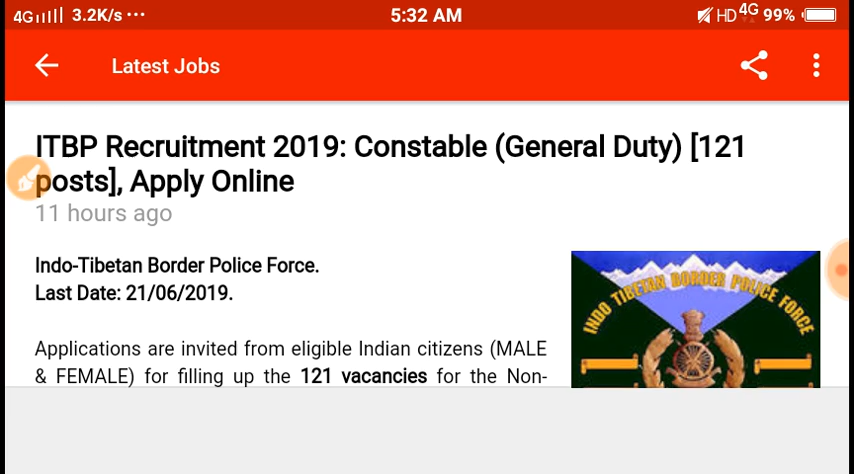 4G 3.2K/s ... 5:32 AM HD 4G 99%
Latest Jobs
ITBP Recruitment 2019: Constable (General Duty) [121
posts], Apply Online
11 hours ago
Indo-Tibetan Border Police Force.
Last Date: 21/06/2019.
INDO TIBETAN BORDER POLICE FORCE
Applications are invited from eligible Indian citizens (MALE
& FEMALE) for filling up the 121 vacancies for the Non-